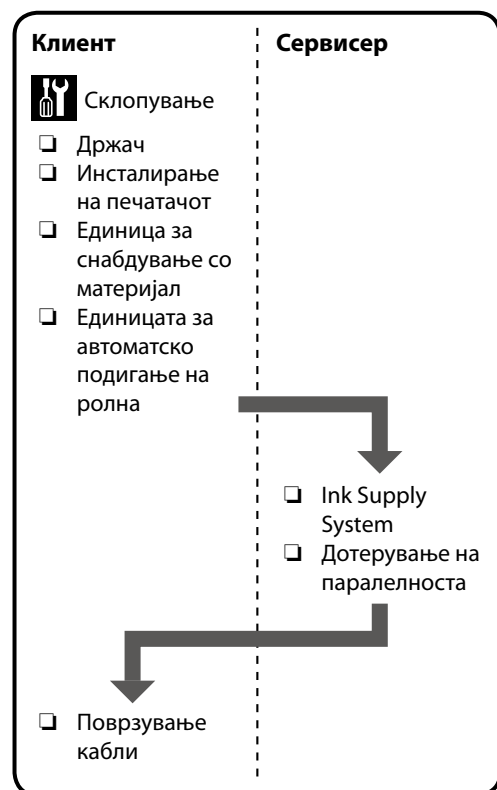 Клиент
Сервисер
Склопување
❏ Држач
❏ Инсталирање
на печатачот
❏ Единица за
снабдување со
материјал
❏ Единицата за
автоматско
подигање на
ролна
❏ Ink Supply
System
❏ Дотерување на
паралелноста
❏ Поврзување
кабли